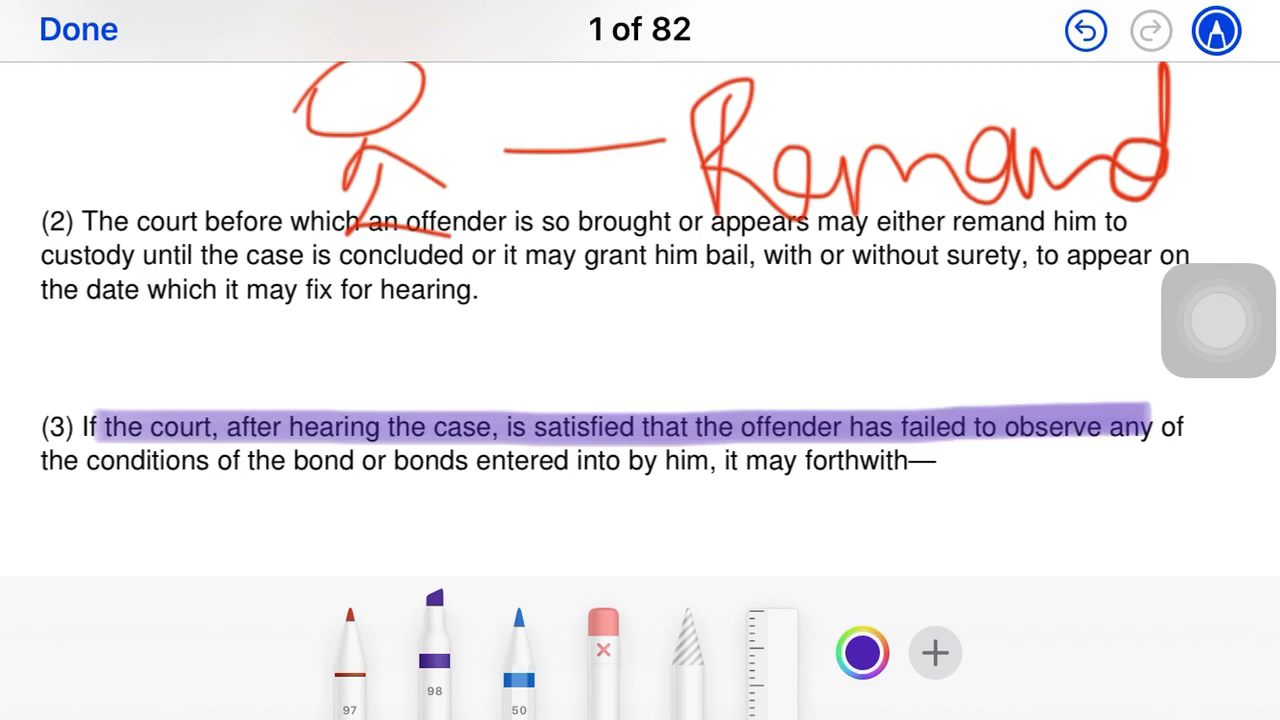 Done
1 of 82
Remand
(2) The court before which an offender is so brought or appears may either remand him to
custody until the case is concluded or it may grant him bail, with or without surety, to appear on
the date which it may fix for hearing.
(3) If the court, after hearing the case, is satisfied that the offender has failed to observe any of
the conditions of the bond or bonds entered into by him, it may forthwith—
97
98
50